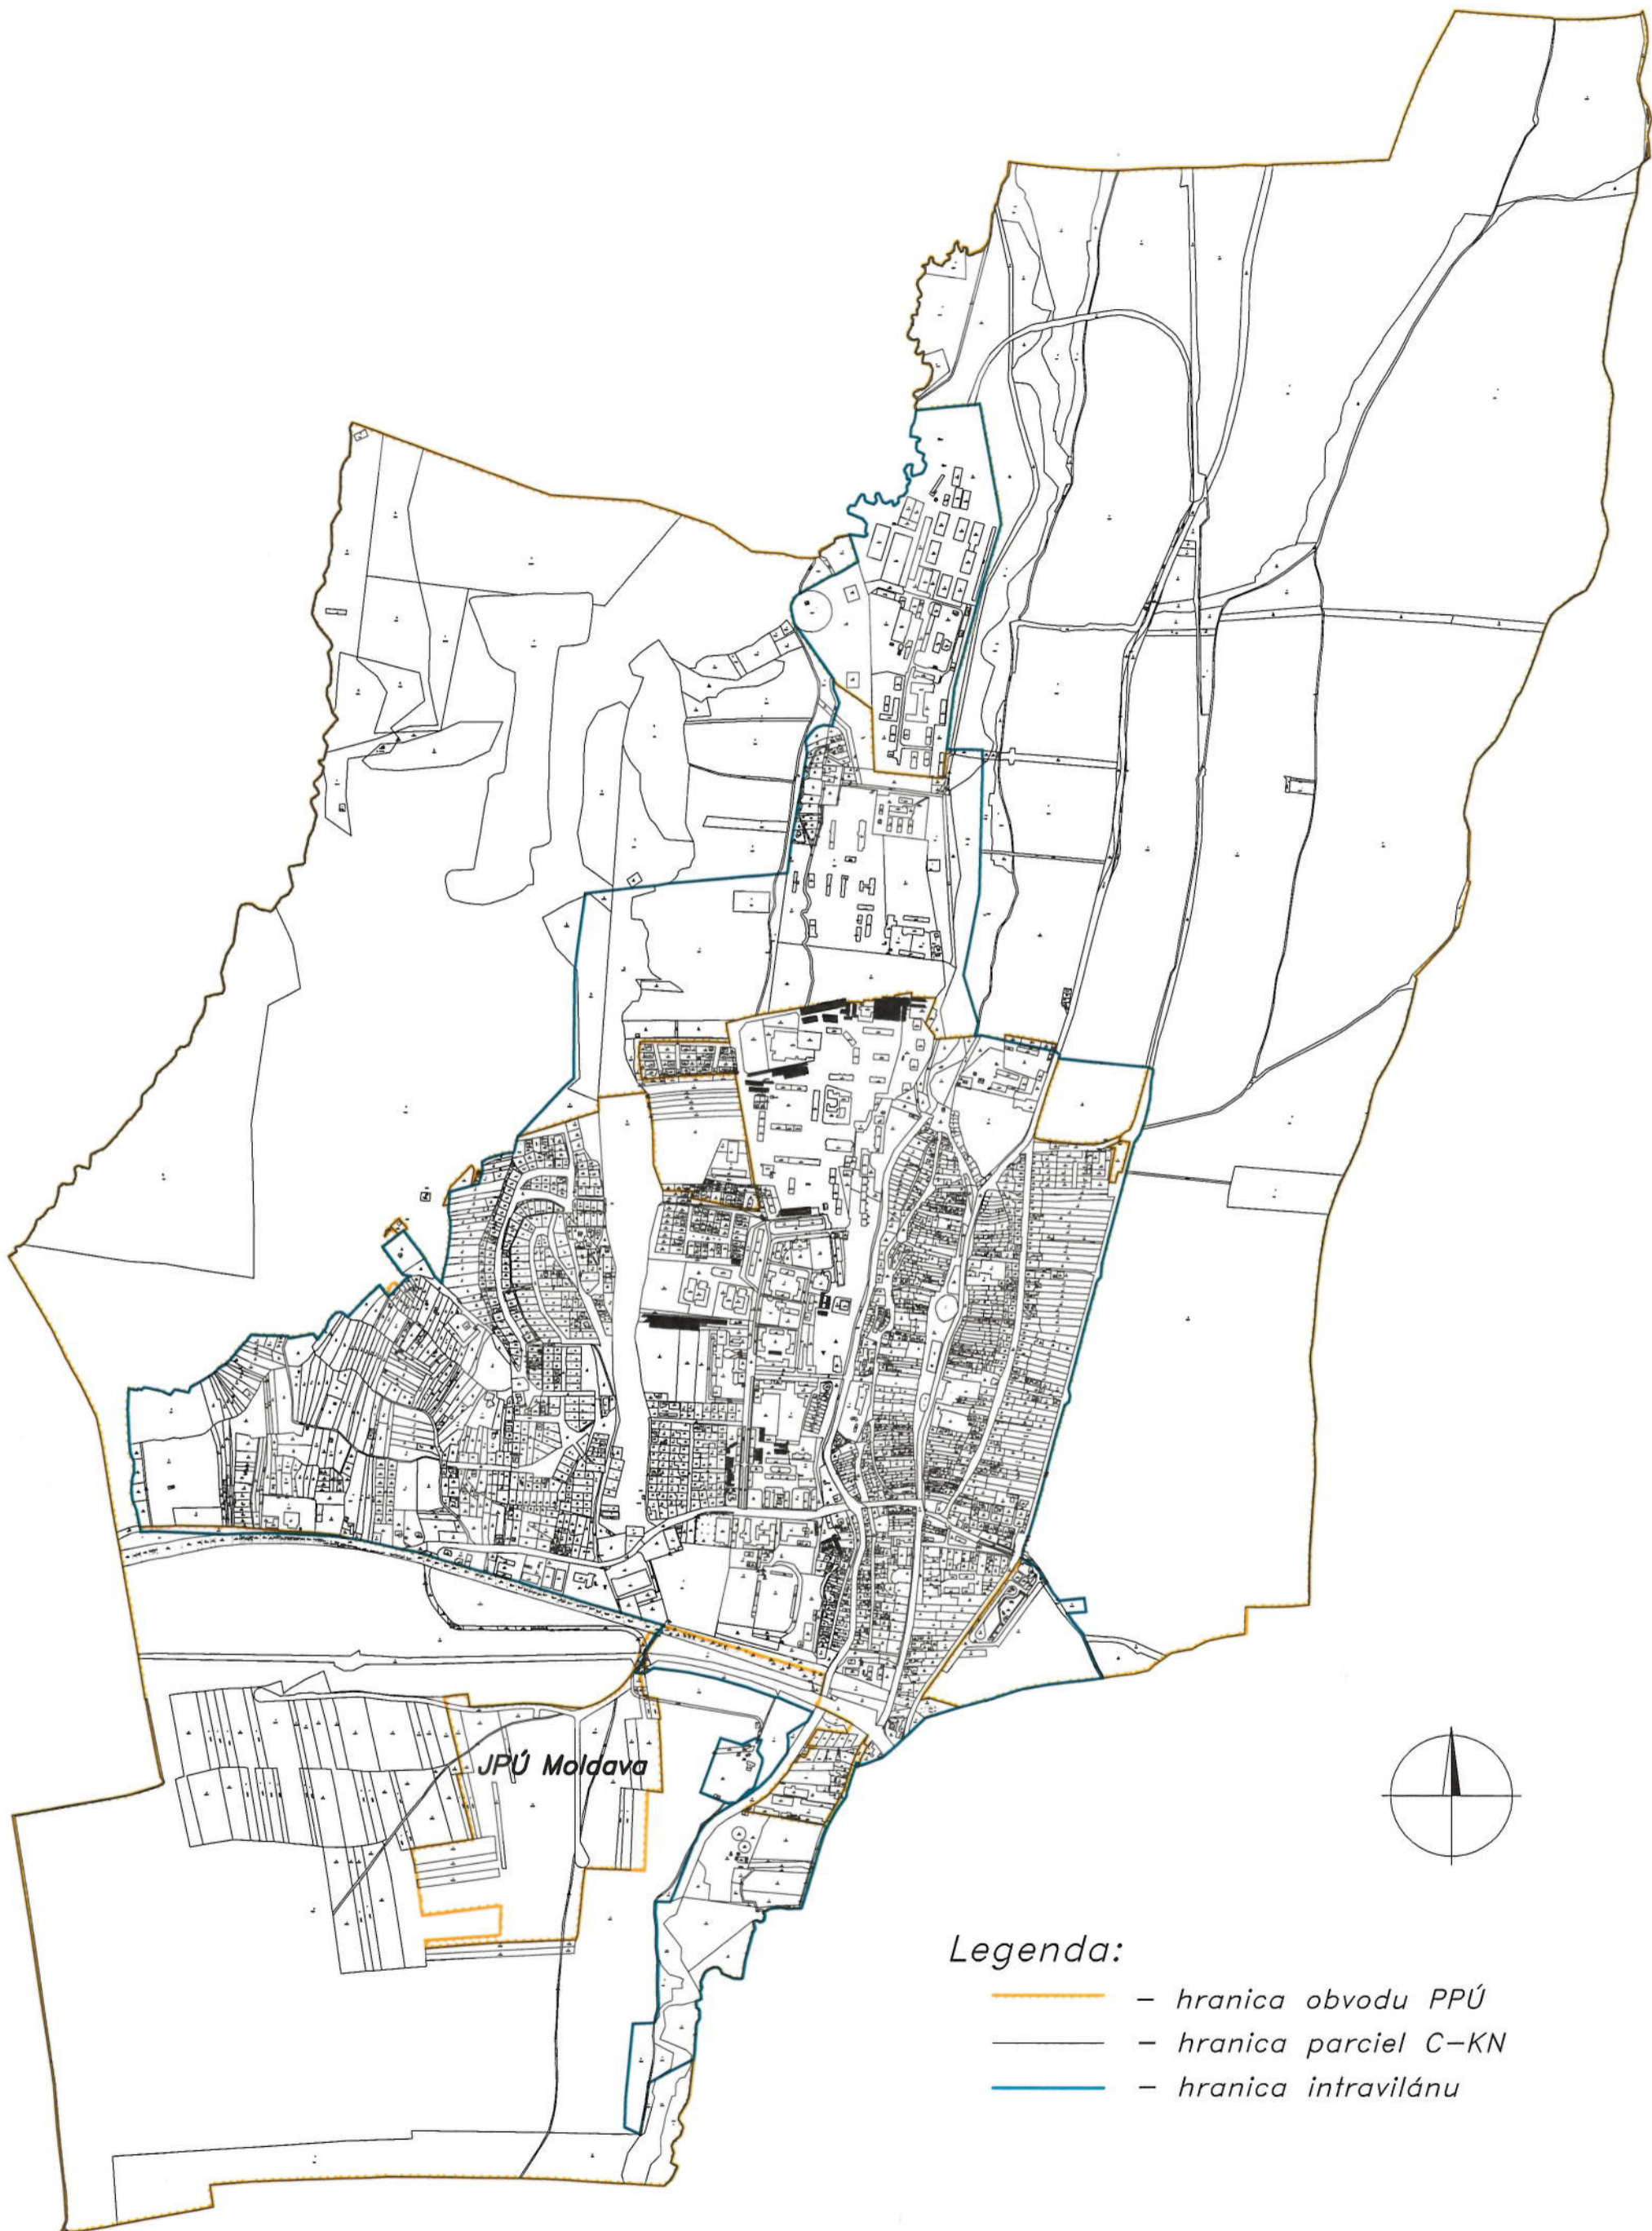 JPÚ Moldava
Legenda:
– hranica obvodu PPÚ
– hranica parciel C–KN
– hranica intravilánu